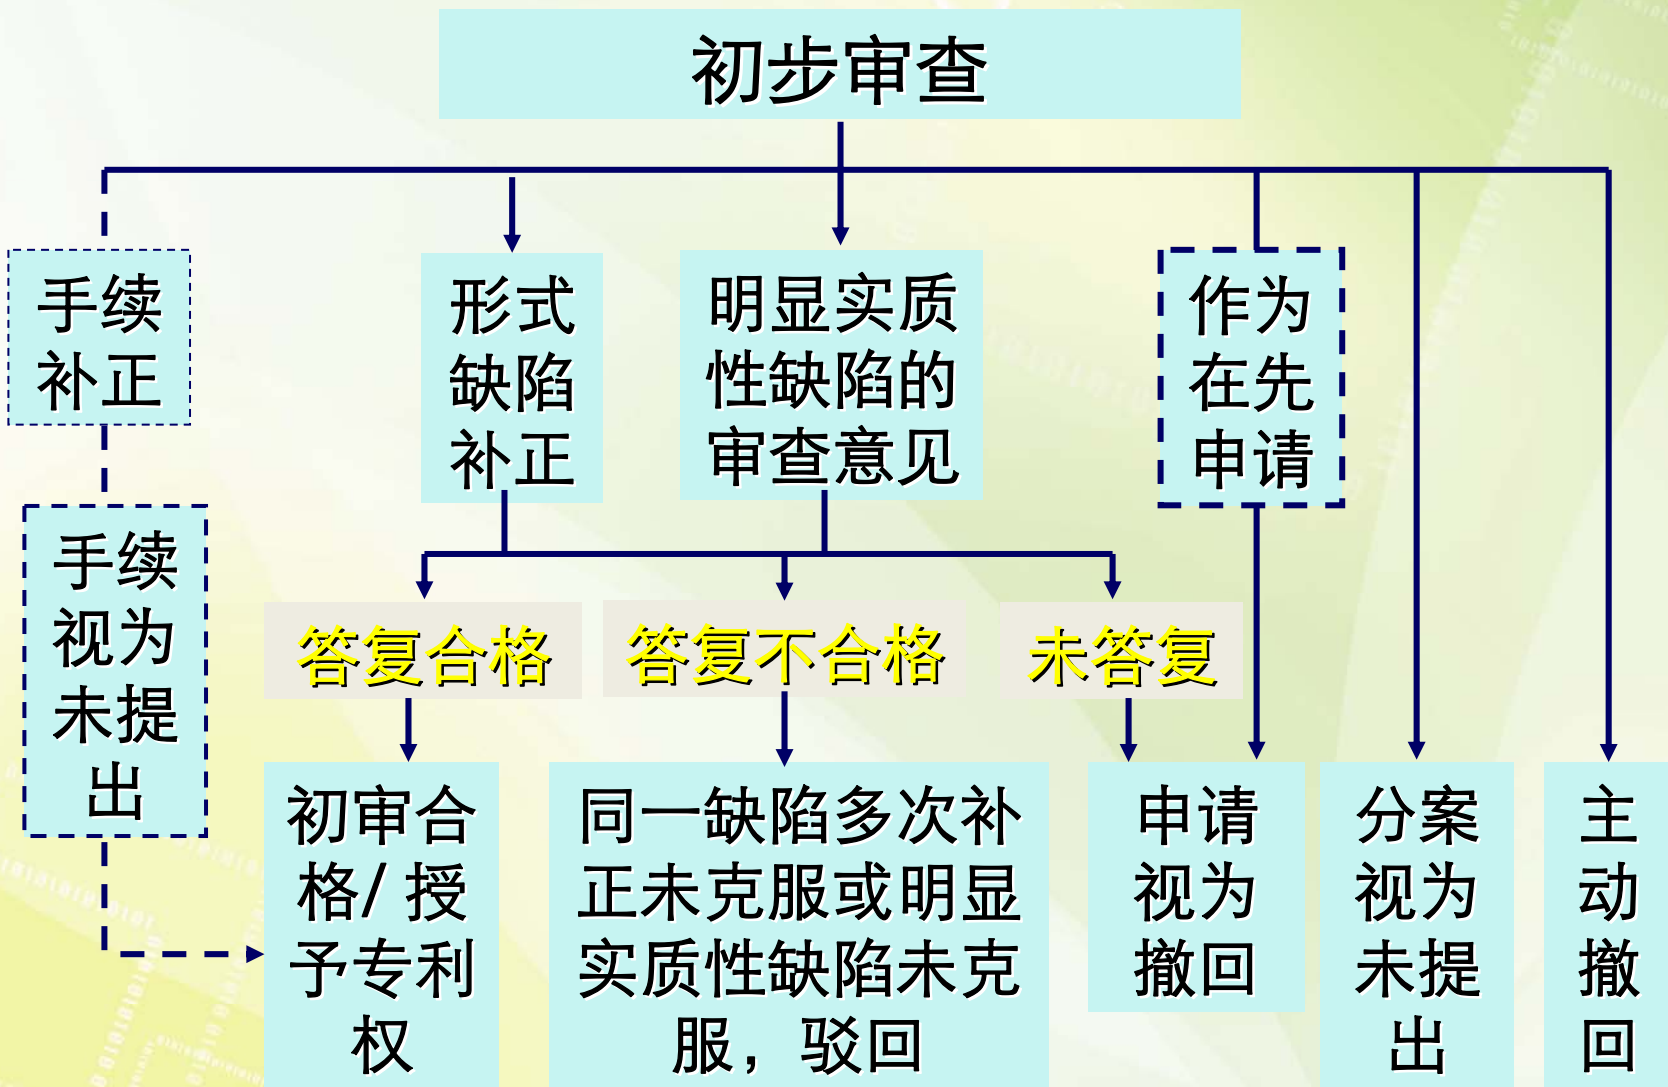 初步审查
手续
补正
形式
缺陷
补正
明显实质
性缺陷的
审查意见
作为
在先
申请
手续
视为
未提
出
答复合格
答复不合格
未答复
初审合
格/ 授
予专利
权
同一缺陷多次补
正未克服或明显
实质性缺陷未克
服，驳回
申请
视为
撤回
分案
视为
未提
出
主
动
撤
回